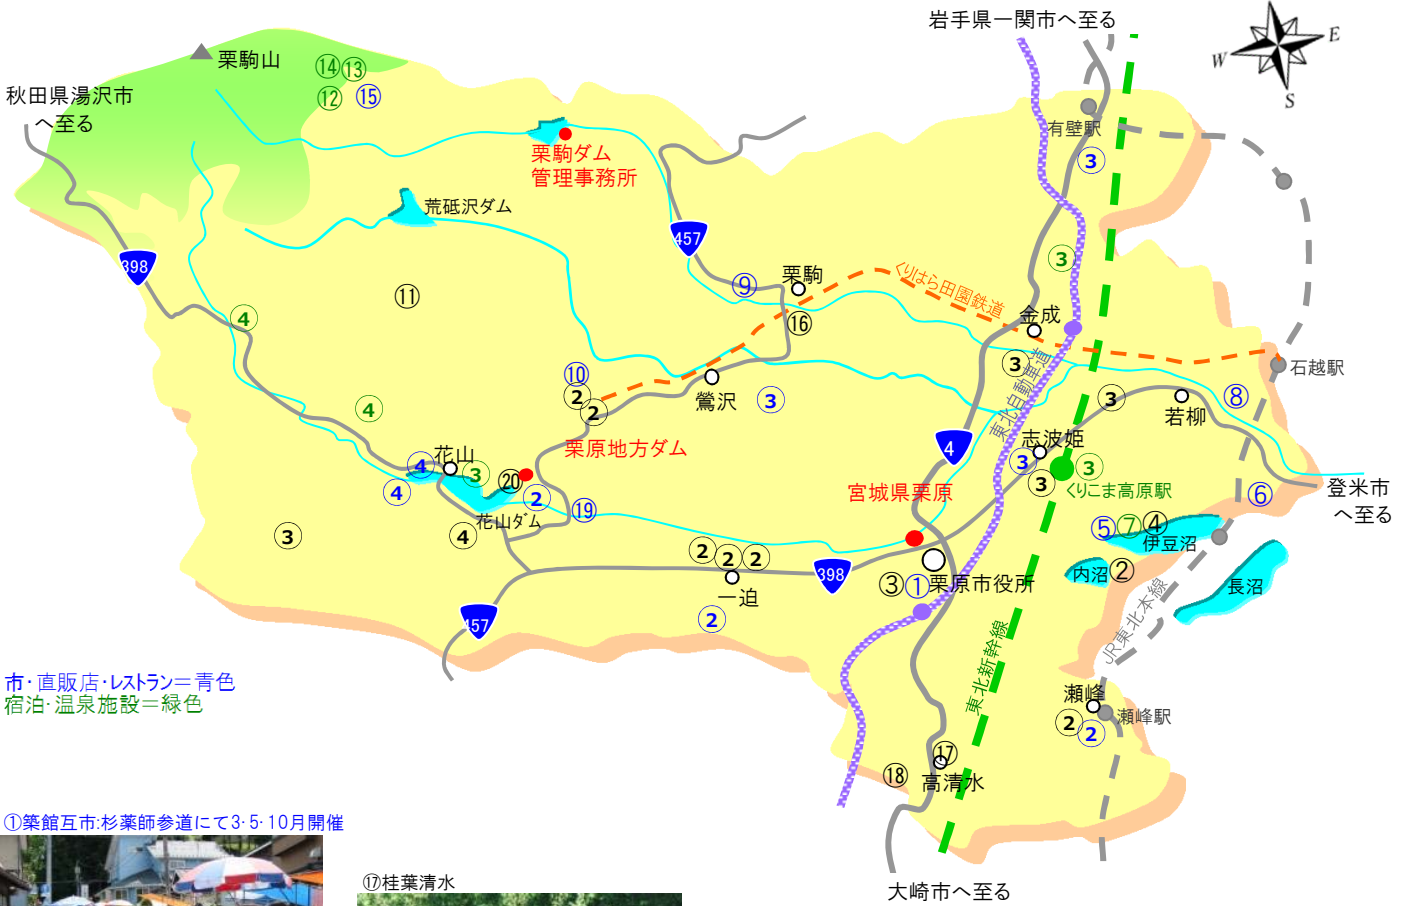 岩手県一関市へ至る
N
E
W
S
栗駒山
⑭
⑬
⑫
⑮
秋田県湯沢市
へ至る
有壁駅
3
栗駒ダム
管理事務所
荒砥沢ダム
457
398
3
栗駒
⑨
くりはら田園鉄道
⑪
⑯
金成
4
3
東北自動車道
石越駅
⑩
2
2
鶯沢
3
3
若柳
⑧
4
4
志波姫
3
3
3
くりこま高原駅
栗原地方ダム
花山
4
3
⑳
4
2
⑲
花山ダム
宮城県栗原
⑥
登米市
へ至る
⑤
⑦
④
伊豆沼
3
4
2
2
2
398
一迫
③
①
栗原市役所
内沼
②
長沼
457
2
東北新幹線
JR東北本線
市・直販店・レストラン＝青色
宿泊・温泉施設＝緑色
瀬峰
瀬峰駅
2
2
⑰
⑱
高清水
①築館互市:杉薬師参道にて3・5・10月開催
⑰桂葉清水
大崎市へ至る